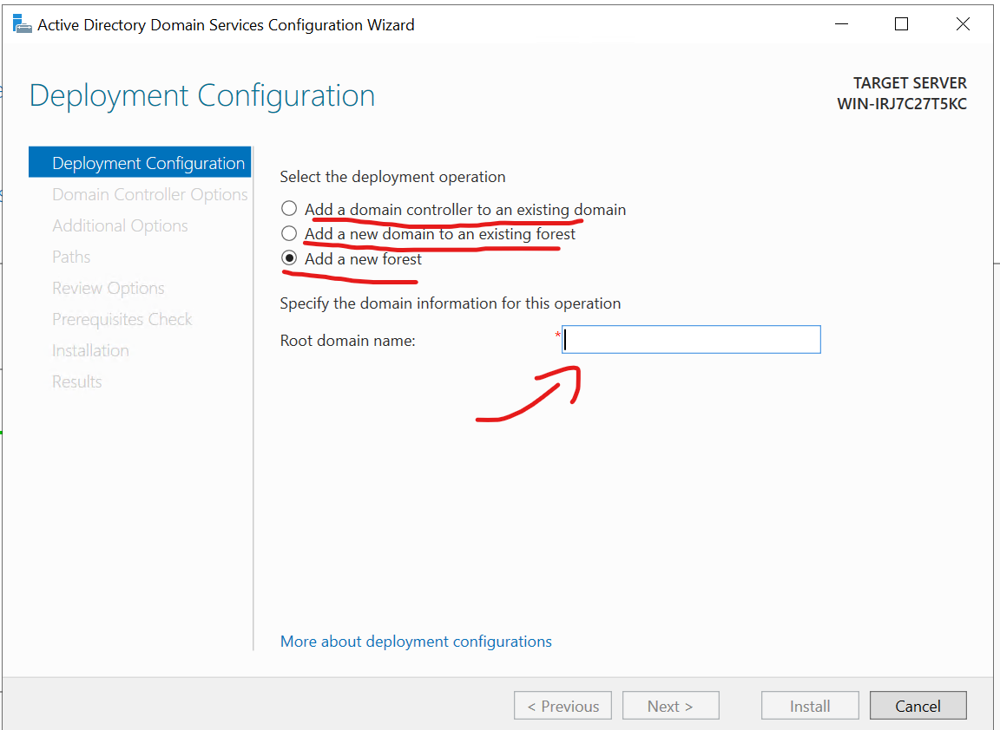 Active Directory Domain Services Configuration Wizard
Deployment Configuration
TARGET SERVER
WIN-IRJ7C27T5KC
Deployment Configuration
Domain Controller Options
Additional Options
Paths
Review Options
Prerequisites Check
Installation
Results
Select the deployment operation
Add a domain controller to an existing domain
Add a new domain to an existing forest
Add a new forest
Specify the domain information for this operation
Root domain name:
*
More about deployment configurations
< Previous
Next >
Install
Cancel